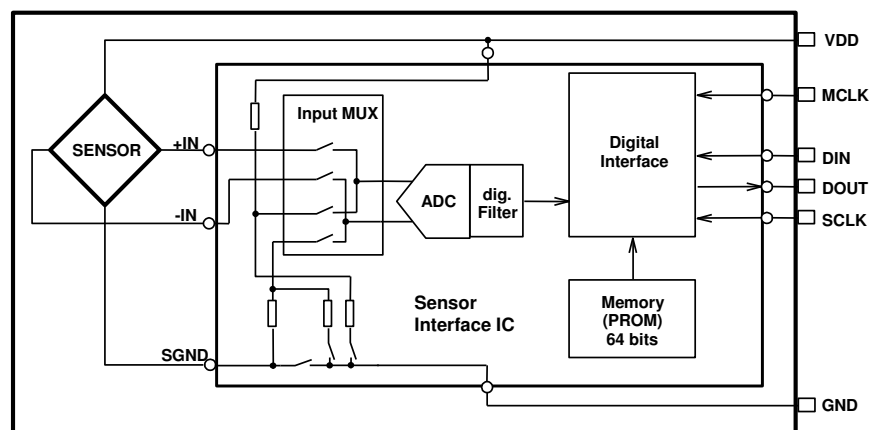 VDD
MCLK
Input MUX
+IN
SENSOR
Digital
Interface
DIN
ADC
dig.
Filter
DOUT
-IN
SCLK
Sensor
Interface IC
Memory
(PROM)
64 bits
SGND
GND